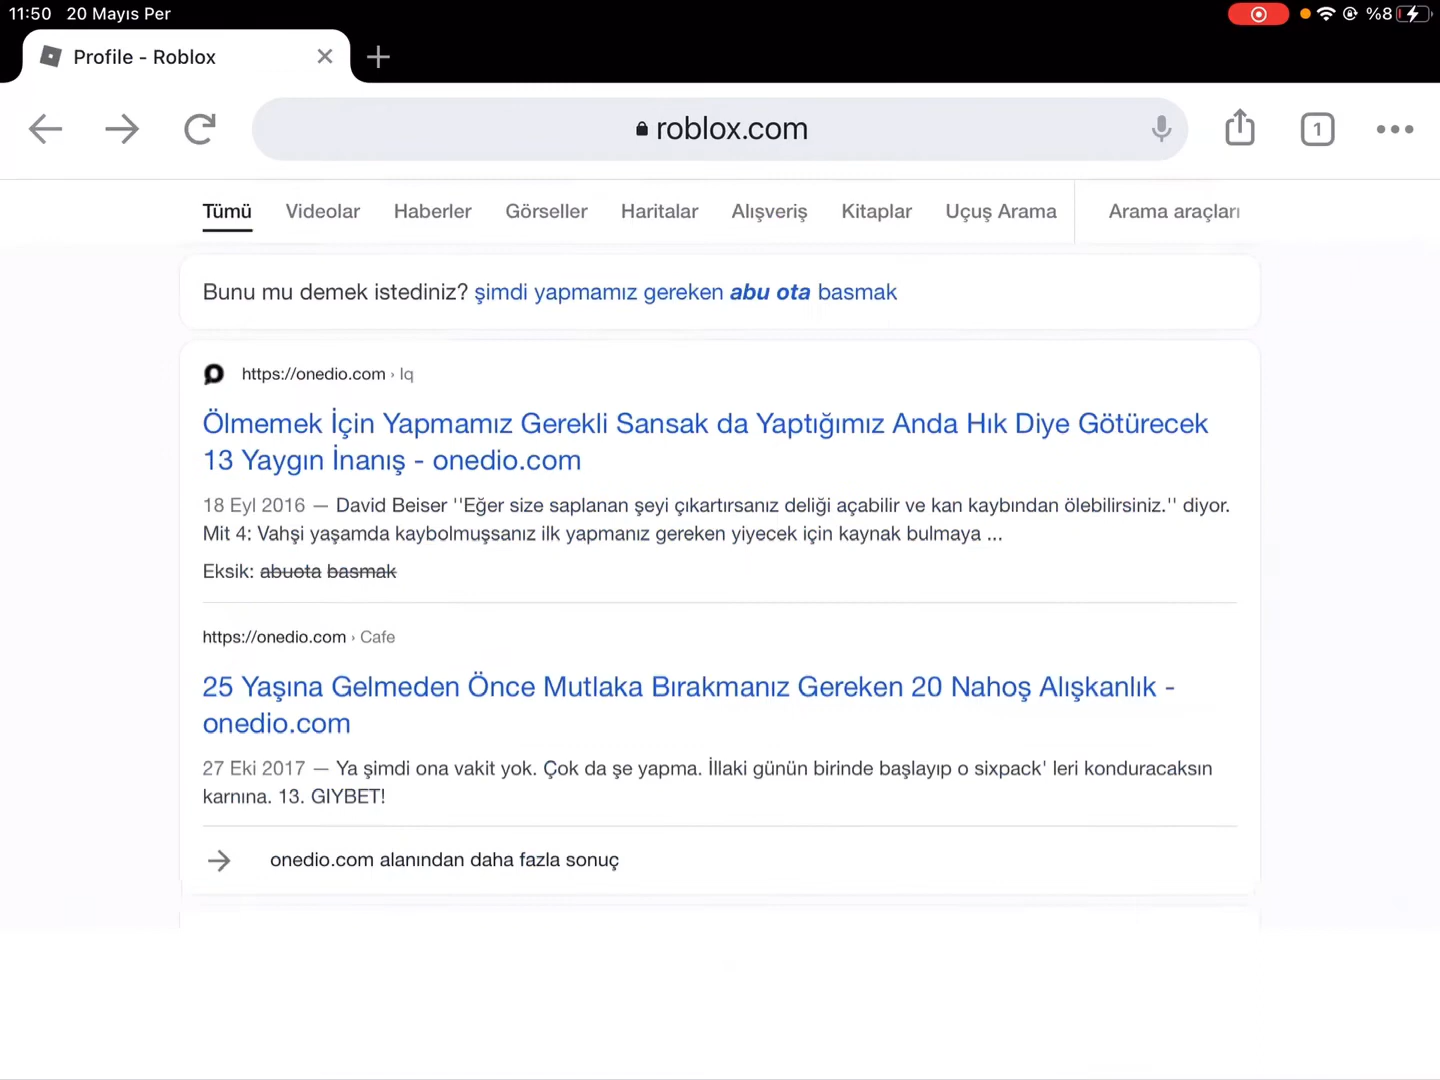 11:50 20 Mayıs Per
%8
Profile - Roblox
roblox.com
1
Tümü Videolar Haberler Görseller Haritalar Alışveriş Kitaplar Uçuş Arama Arama araçları
Bunu mu demek istediniz? şimdi yapmamız gereken abu ota basmak
https://onedio.com › Iq
Ölmemek İçin Yapmamız Gerekli Sansak da Yaptığımız Anda Hık Diye Götürecek
13 Yaygın İnanış - onedio.com
18 Eyl 2016 — David Beiser ''Eğer size saplanan şeyi çıkartırsanız deliği açabilir ve kan kaybından ölebilirsiniz.'' diyor.
Mit 4: Vahşi yaşamda kaybolmuşsanız ilk yapmanız gereken yiyecek için kaynak bulmaya ...
Eksik: abuota basmak
https://onedio.com › Cafe
25 Yaşına Gelmeden Önce Mutlaka Bırakmanız Gereken 20 Nahoş Alışkanlık -
onedio.com
27 Eki 2017 — Ya şimdi ona vakit yok. Çok da şe yapma. İllaki günün birinde başlayıp o sixpack' leri konduracaksın
karnına. 13. GIYBET!
onedio.com alanından daha fazla sonuç